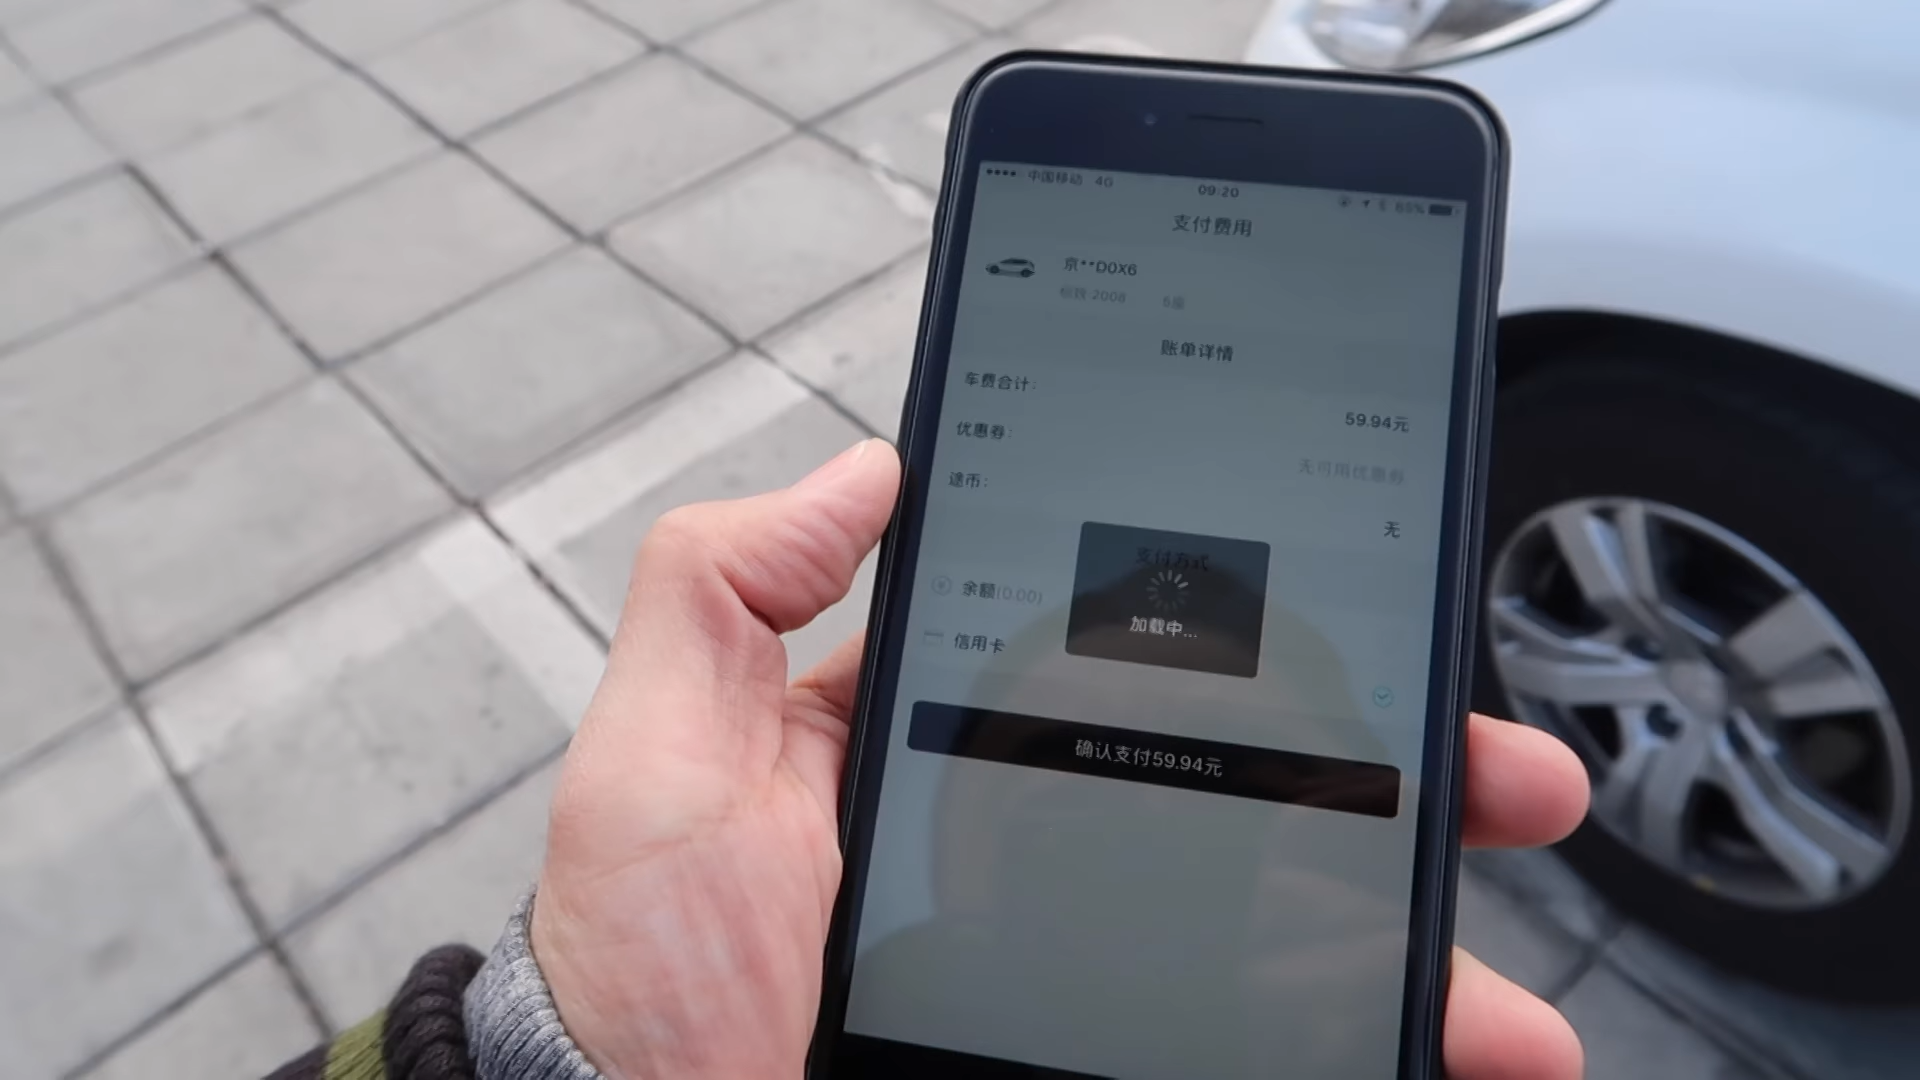 中国移动 4G 09:20 65%
支付费用
京**D0X6
标致 2008 5座
账单详情
车费合计:
59.94元
优惠券:
无可用优惠券
途币:
无
支付方式
加载中...
余额(0.00)
信用卡
确认支付59.94元